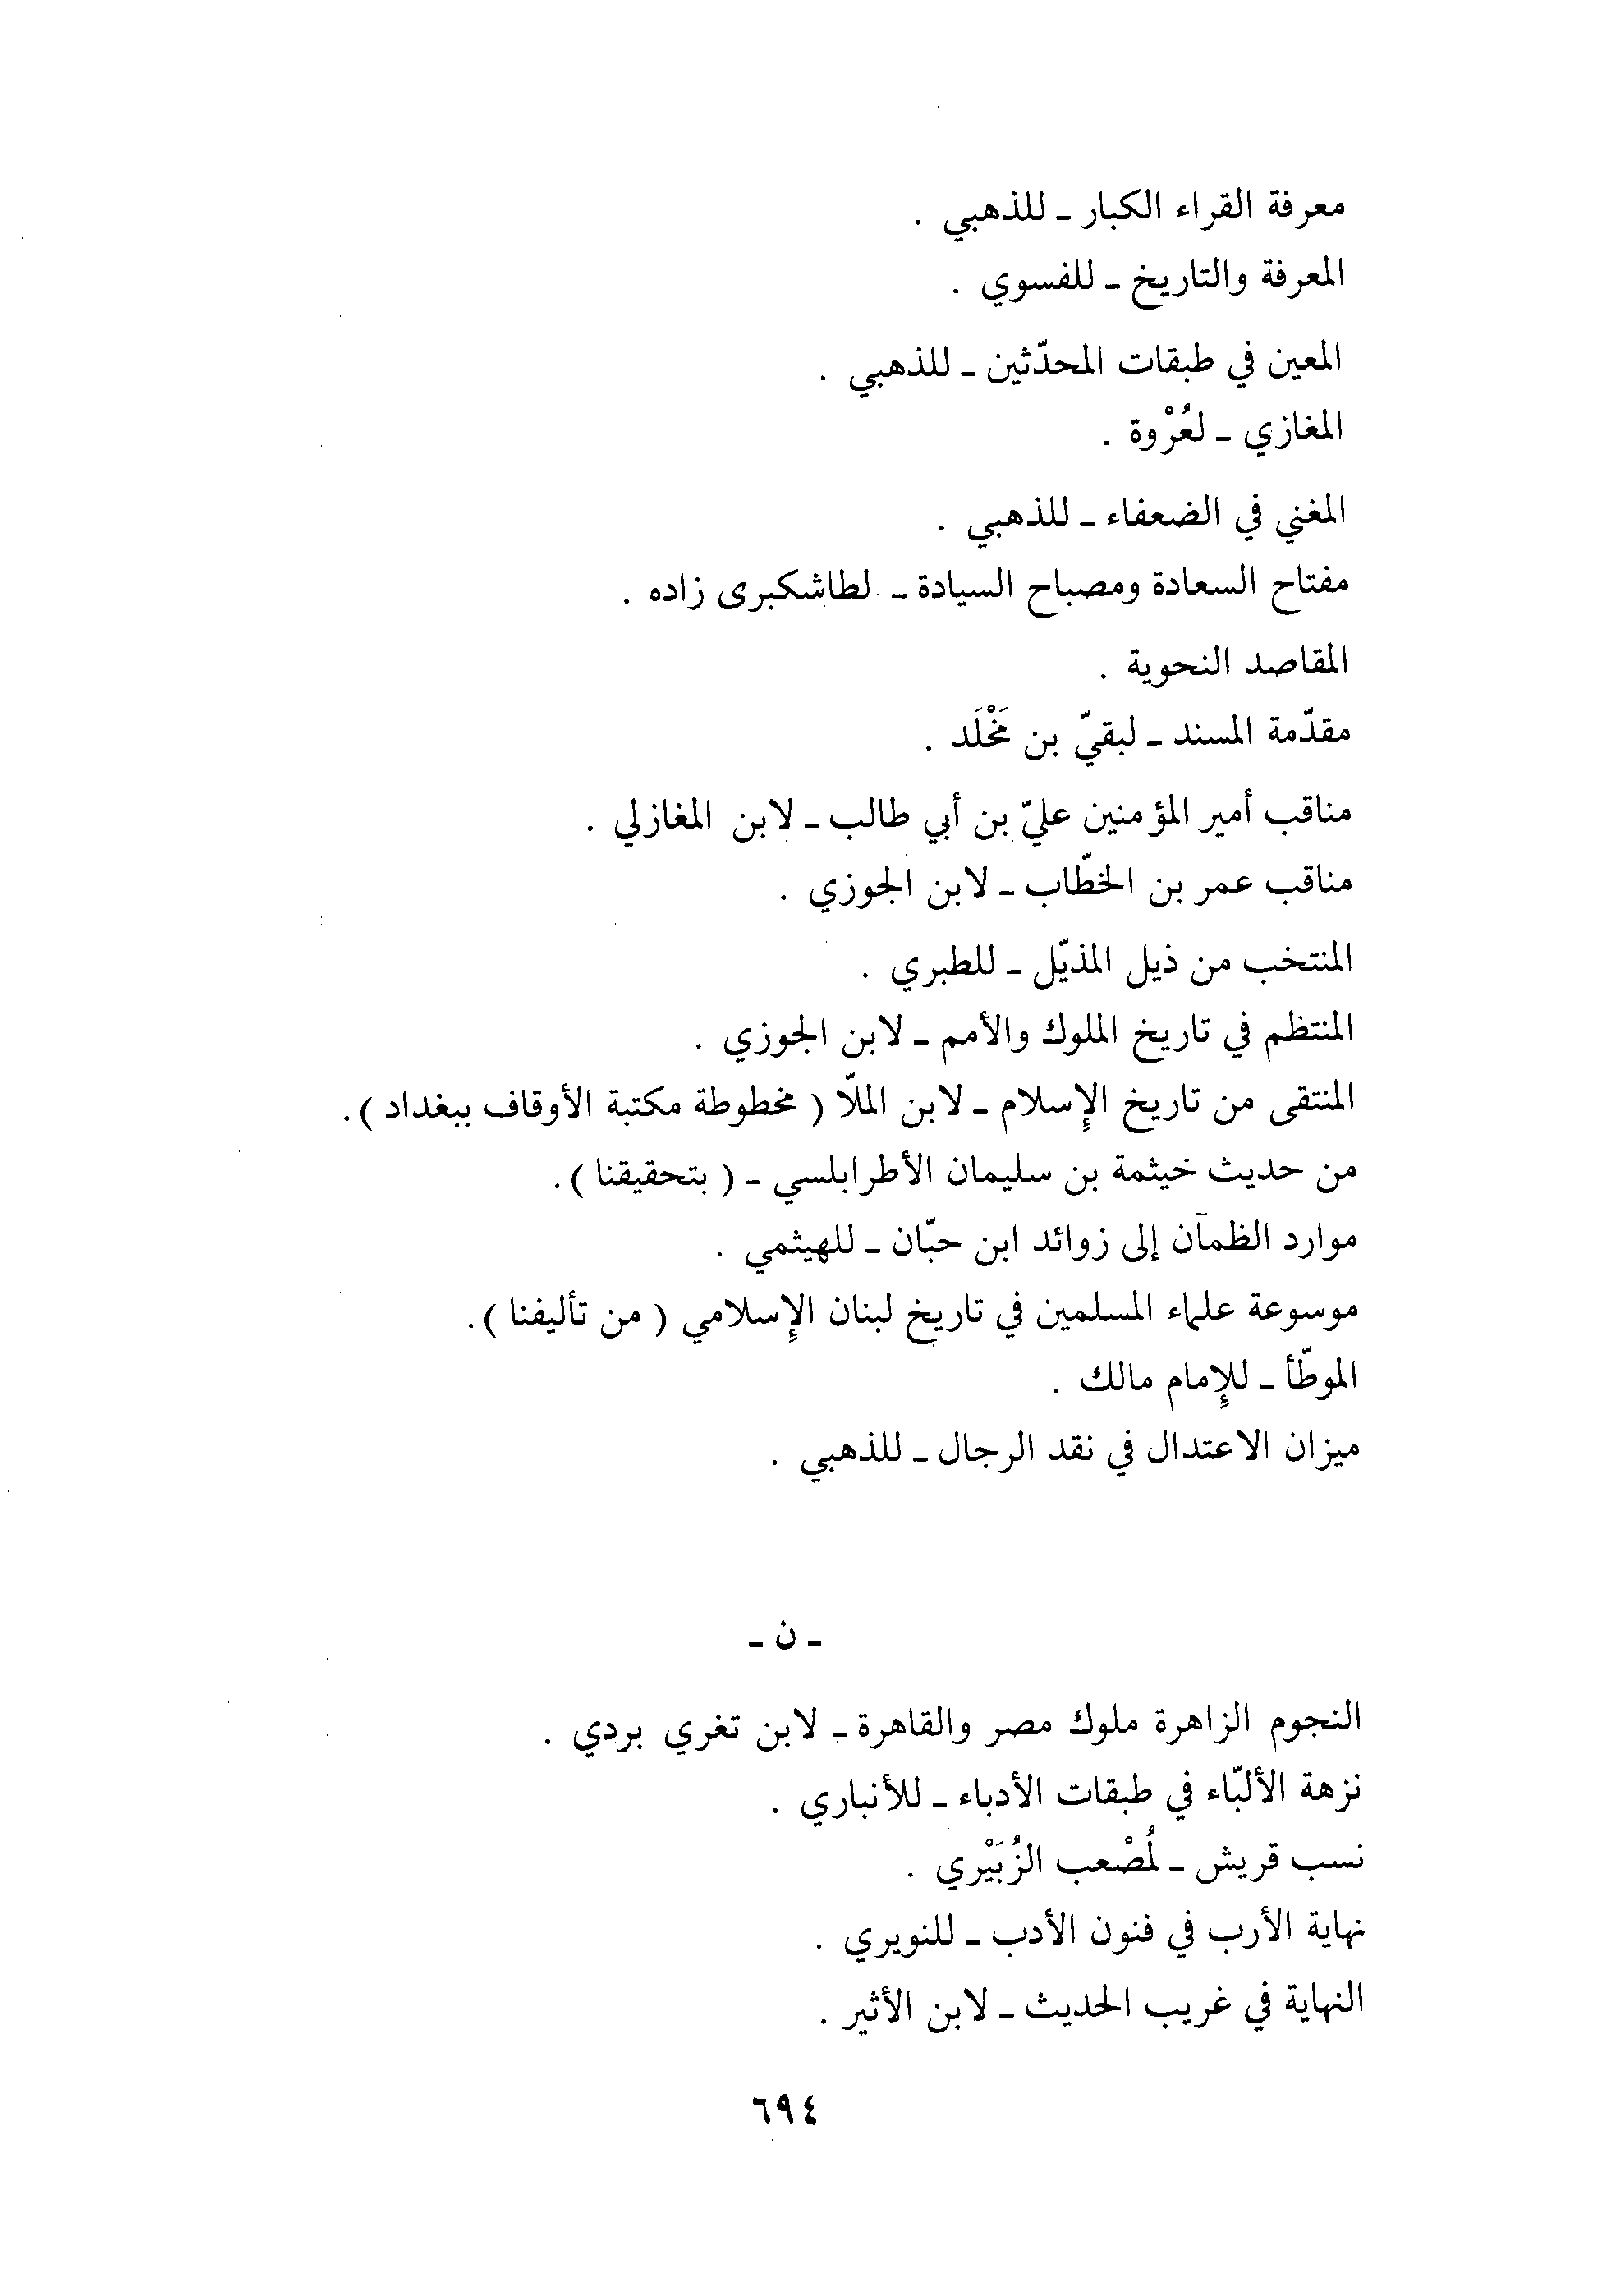 معرفة القراء الكبار ـ للذهبي .
المعرفة والتاريخ ـ للفسوي .
المعين في طبقات المحدّثين ـ للذهبي .
المغازي ـ لعُرْوة .
المغني في الضعفاء ـ للذهبي .
مفتاح السعادة ومصباح السيادة ـ لطاشكبرى زاده .
المقاصد النحوية .
مقدّمة المسند ـ لبقيّ بن مَخْلَد .
مناقب أمير المؤمنين عليّ بن أبي طالب ـ لابن المغازلي .
مناقب عمر بن الخطّاب ـ لابن الجوزي .
المنتخب من ذيل المذيّل ـ للطبري .
المنتظم في تاريخ الملوك والأمم ـ لابن الجوزي .
المنتقى من تاريخ الإسلام ـ لابن الملّا ( مخطوطة مكتبة الأوقاف ببغداد ) .
من حديث خيثمة بن سليمان الأطرابلسي ـ ( بتحقيقنا ) .
موارد الظمآن إلى زوائد ابن حبّان ـ للهيثمي .
موسوعة علماء المسلمين في تاريخ لبنان الإسلامي ( من تأليفنا ) .
الموطّأ ـ للإمام مالك .
ميزان الاعتدال في نقد الرجال ـ للذهبي .
ـ ن ـ
النجوم الزاهرة ملوك مصر والقاهرة ـ لابن تغري بردي .
نزهة الألبّاء في طبقات الأدباء ـ للأنباري .
نسب قريش ـ لمُصْعب الزُبَيْري .
نهاية الأرب في فنون الأدب ـ للنويري .
النهاية في غريب الحديث ـ لابن الأثير .
٦٩٤